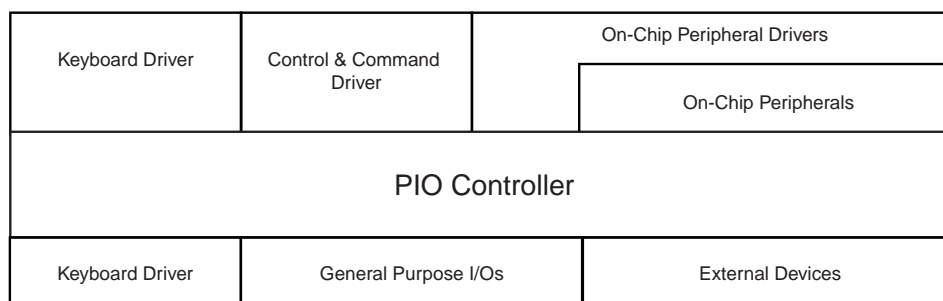 Keyboard Driver
Control & Command
Driver
On-Chip Peripheral Drivers
On-Chip Peripherals
PIO Controller
Keyboard Driver
General Purpose I/Os
External Devices